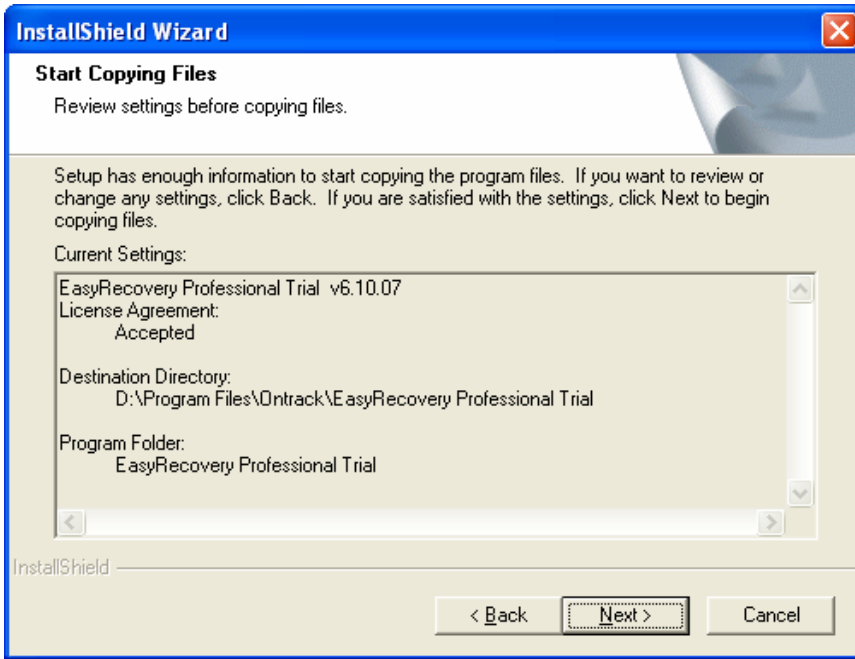 InstallShield Wizard
Start Copying Files
Review settings before copying files.
Setup has enough information to start copying the program files.  If you want to review or
change any settings, click Back.  If you are satisfied with the settings, click Next to begin
copying files.
Current Settings:
EasyRecovery Professional Trial  v6.10.07
License Agreement:
Accepted
Destination Directory:
D:\Program Files\Ontrack\EasyRecovery Professional Trial
Program Folder:
EasyRecovery Professional Trial
InstallShield
< Back
Next >
Cancel